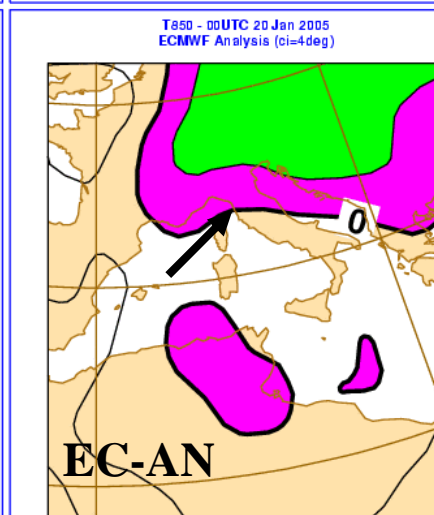 T850 - 00UTC 20 Jan 2005
ECMWF Analysis (ci=4deg)
0
EC-AN